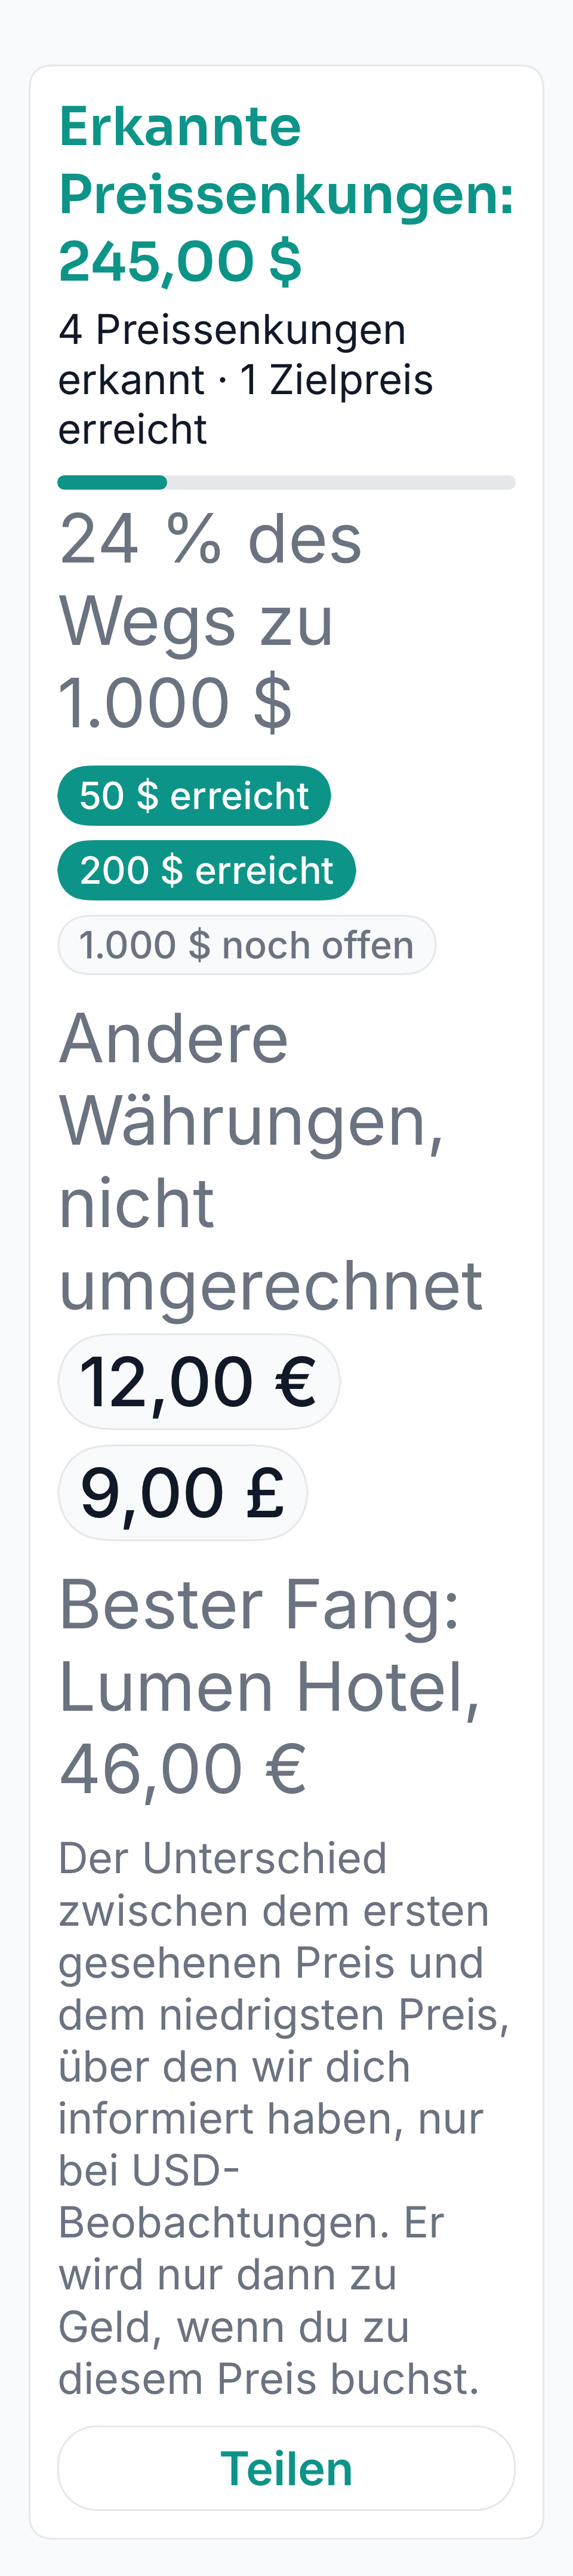 Erkannte
Preissenkungen:
245,00 $
4 Preissenkungen
erkannt · 1 Zielpreis
erreicht
24 % des
Wegs zu
1.000 $
50 $ erreicht
200 $ erreicht
1.000 $ noch offen
Andere
Währungen,
nicht
umgerechnet
12,00 €
9,00 £
Bester Fang:
Lumen Hotel,
46,00 €
Der Unterschied
zwischen dem ersten
gesehenen Preis und
dem niedrigsten Preis,
über den wir dich
informiert haben, nur
bei USD-
Beobachtungen. Er
wird nur dann zu
Geld, wenn du zu
diesem Preis buchst.
Teilen